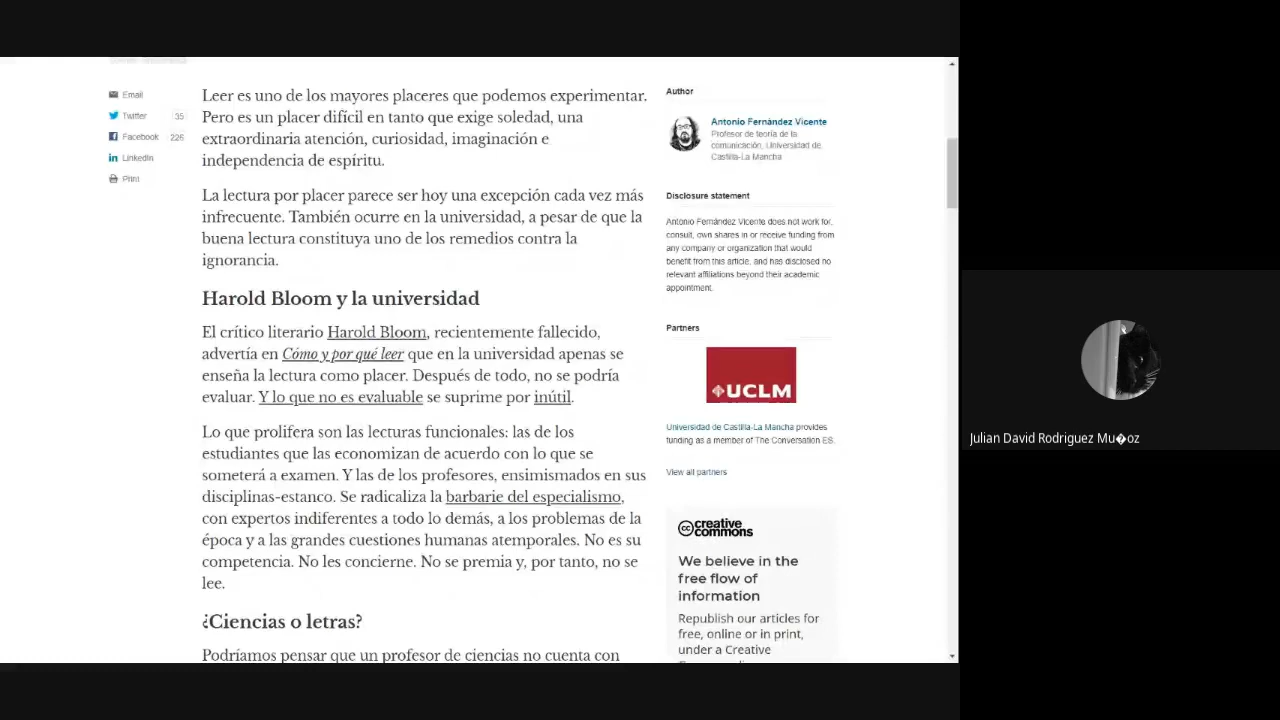 Email
Twitter 35
Facebook 226
LinkedIn
Print
Leer es uno de los mayores placeres que podemos experimentar.
Pero es un placer difícil en tanto que exige soledad, una
extraordinaria atención, curiosidad, imaginación e
independencia de espíritu.
La lectura por placer parece ser hoy una excepción cada vez más
infrecuente. También ocurre en la universidad, a pesar de que la
buena lectura constituya uno de los remedios contra la
ignorancia.
Harold Bloom y la universidad
El crítico literario Harold Bloom, recientemente fallecido,
advertía en Cómo y por qué leer que en la universidad apenas se
enseña la lectura como placer. Después de todo, no se podría
evaluar. Y lo que no es evaluable se suprime por inútil.
Lo que prolifera son las lecturas funcionales: las de los
estudiantes que las economizan de acuerdo con lo que se
someterá a examen. Y las de los profesores, ensimismados en sus
disciplinas-estanco. Se radicaliza la barbarie del especialismo,
con expertos indiferentes a todo lo demás, a los problemas de la
época y a las grandes cuestiones humanas atemporales. No es su
competencia. No les concierne. No se premia y, por tanto, no se
lee.
¿Ciencias o letras?
Podríamos pensar que un profesor de ciencias no cuenta con
Author
Antonio Fernández Vicente
Profesor de teoría de la
comunicación, Universidad de
Castilla-La Mancha
Disclosure statement
Antonio Fernández Vicente does not work for,
consult, own shares in or receive funding from
any company or organization that would
benefit from this article, and has disclosed no
relevant affiliations beyond their academic
appointment.
Partners
UCLM
Universidad de Castilla-La Mancha provides
funding as a member of The Conversation ES.
View all partners
cc creative
commons
We believe in the
free flow of
information
Republish our articles for
free, online or in print,
under a Creative
Julian David Rodriguez Mu�oz